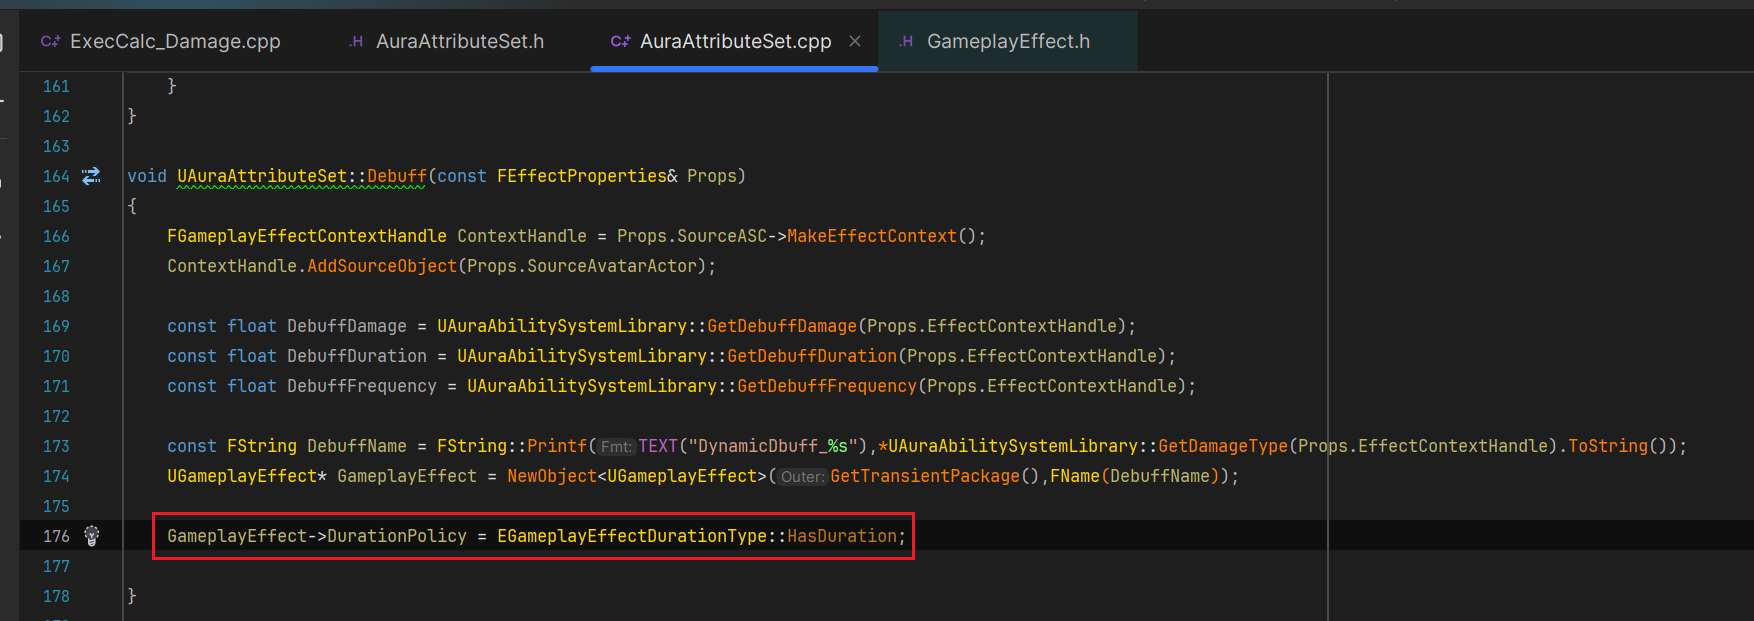 C++ ExecCalc_Damage.cpp .H AuraAttributeSet.h C++ AuraAttributeSet.cpp × .H GameplayEffect.h
161 }
162 }
163
164 void UAuraAttributeSet::Debuff(const FEffectProperties& Props)
165 {
166 FGameplayEffectContextHandle ContextHandle = Props.SourceASC->MakeEffectContext();
167 ContextHandle.AddSourceObject(Props.SourceAvatarActor);
168
169 const float DebuffDamage = UAuraAbilitySystemLibrary::GetDebuffDamage(Props.EffectContextHandle);
170 const float DebuffDuration = UAuraAbilitySystemLibrary::GetDebuffDuration(Props.EffectContextHandle);
171 const float DebuffFrequency = UAuraAbilitySystemLibrary::GetDebuffFrequency(Props.EffectContextHandle);
172
173 const FString DebuffName = FString::Printf(Fmt:TEXT("DynamicDbuff_%s"),*UAuraAbilitySystemLibrary::GetDamageType(Props.EffectContextHandle).ToString());
174 UGameplayEffect* GameplayEffect = NewObject<UGameplayEffect>(Outer:GetTransientPackage(),FName(DebuffName));
175
176 GameplayEffect->DurationPolicy = EGameplayEffectDurationType::HasDuration;
177
178 }